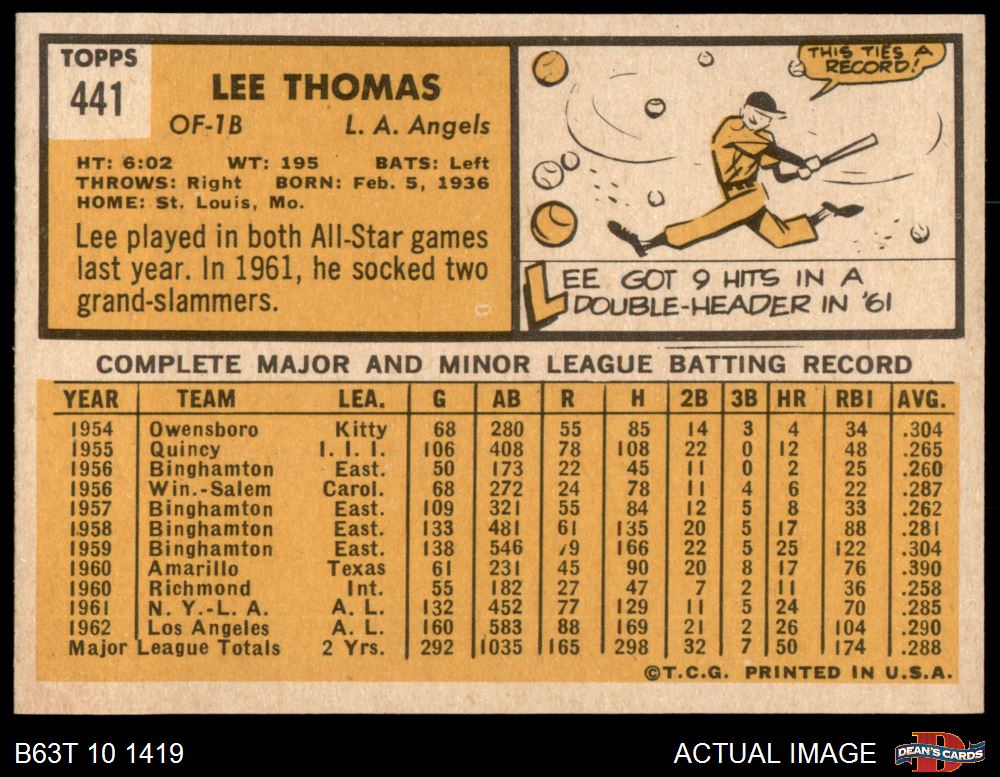 TOPPS
441
LEE THOMAS
OF-1B L. A. Angels
HT: 6:02 WT: 195 BATS: Left
THROWS: Right BORN: Feb. 5, 1936
HOME: St. Louis, Mo.
Lee played in both All-Star games
last year. In 1961, he socked two
grand-slammers.
THIS TIES A
RECORD!
LEE GOT 9 HITS IN A
DOUBLE-HEADER IN '61
COMPLETE MAJOR AND MINOR LEAGUE BATTING RECORD
YEAR TEAM LEA. G AB R H 2B 3B HR RBI AVG.
1954 Owensboro Kitty 68 280 55 85 14 3 4 34 .304
1955 Quincy I. I. I. 106 408 78 108 22 0 12 48 .265
1956 Binghamton East. 50 173 22 45 11 0 2 25 .260
1956 Win.-Salem Carol. 68 272 24 78 11 4 6 22 .287
1957 Binghamton East. 109 321 55 84 12 5 8 33 .262
1958 Binghamton East. 133 481 61 135 20 5 17 88 .281
1959 Binghamton East. 138 546 79 166 22 5 25 122 .304
1960 Amarillo Texas 61 231 45 90 20 8 17 76 .390
1960 Richmond Int. 55 182 27 47 7 2 11 36 .258
1961 N. Y.-L. A. A. L. 132 452 77 129 11 5 24 70 .285
1962 Los Angeles A. L. 160 583 88 169 21 2 26 104 .290
Major League Totals 2 Yrs. 292 1035 165 298 32 7 50 174 .288
©T.C.G. PRINTED IN U.S.A.
B63T 10 1419
ACTUAL IMAGE
D
DEAN'S CARDS